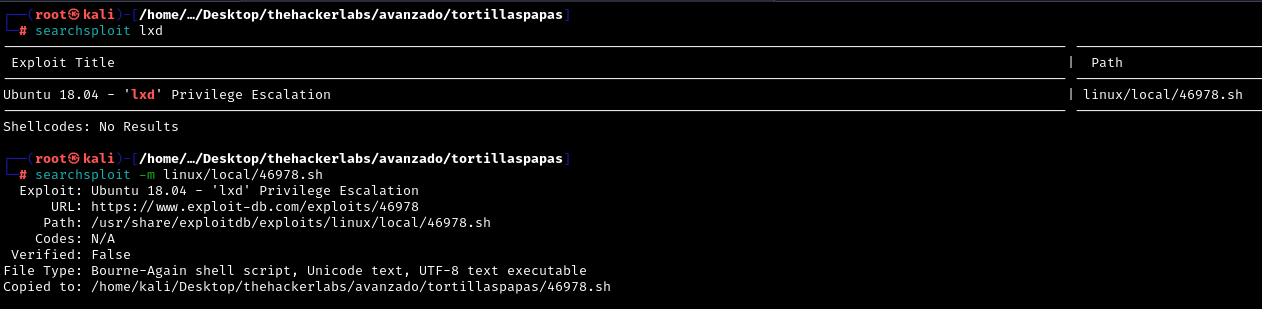 (root㉿kali)-[/home/…/Desktop/thehackerlabs/avanzado/tortillaspapas]
# searchsploit lxd
Exploit Title | Path
Ubuntu 18.04 - 'lxd' Privilege Escalation | linux/local/46978.sh
Shellcodes: No Results
(root㉿kali)-[/home/…/Desktop/thehackerlabs/avanzado/tortillaspapas]
# searchsploit -m linux/local/46978.sh
Exploit: Ubuntu 18.04 - 'lxd' Privilege Escalation
URL: https://www.exploit-db.com/exploits/46978
Path: /usr/share/exploitdb/exploits/linux/local/46978.sh
Codes: N/A
Verified: False
File Type: Bourne-Again shell script, Unicode text, UTF-8 text executable
Copied to: /home/kali/Desktop/thehackerlabs/avanzado/tortillaspapas/46978.sh